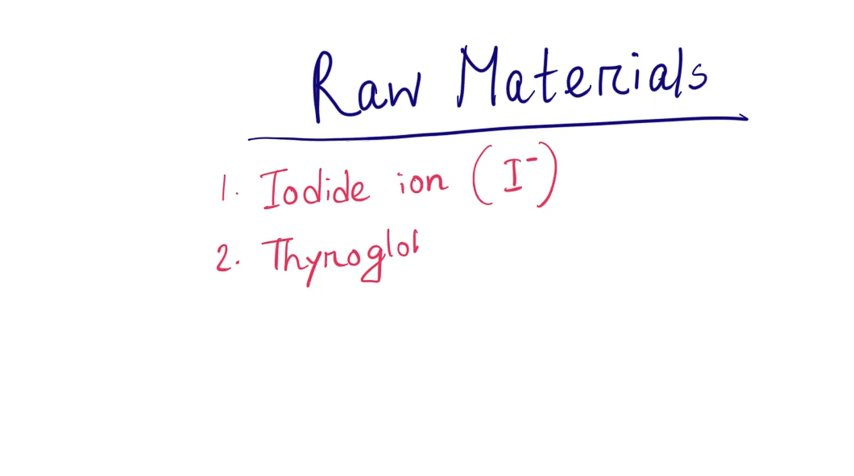 Raw Materials
1. Iodide ion (I⁻)
2. Thyroglo